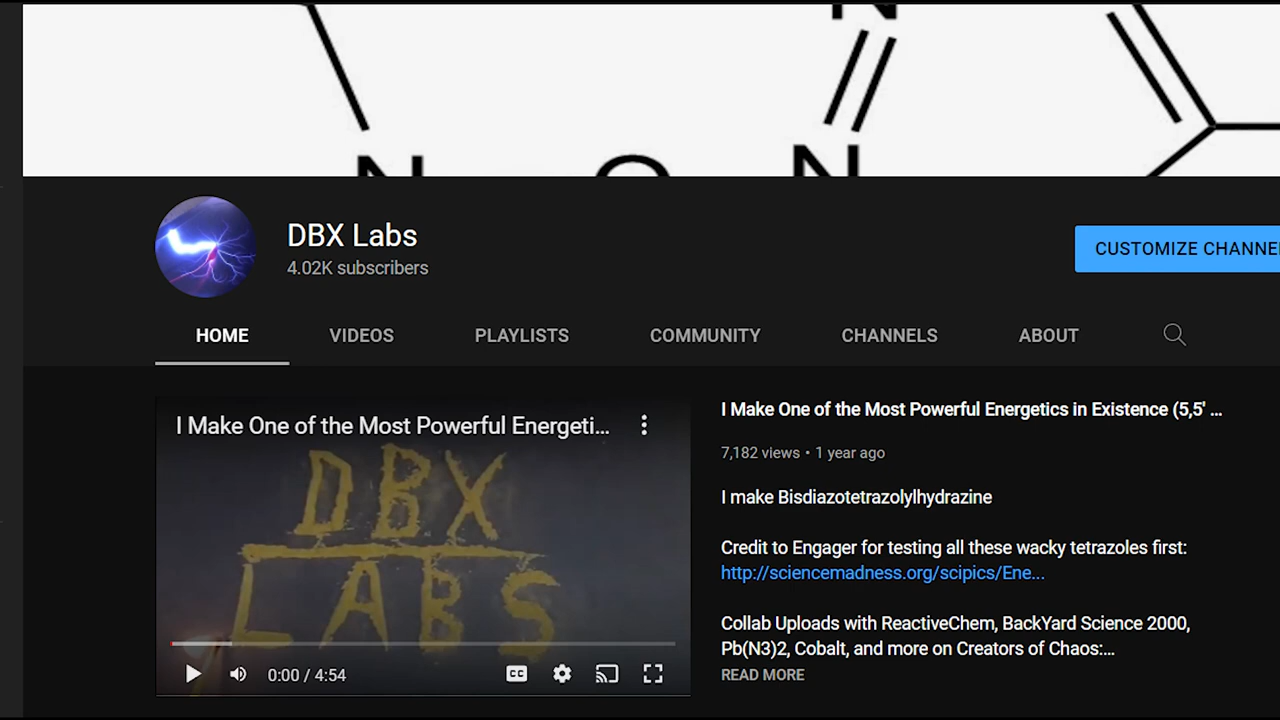 N
N
O
N
DBX Labs
4.02K subscribers
CUSTOMIZE CHANNE
HOME
VIDEOS
PLAYLISTS
COMMUNITY
CHANNELS
ABOUT
I Make One of the Most Powerful Energeti...
DBX
LABS
0:00 / 4:54
CC
I Make One of the Most Powerful Energetics in Existence (5,5' ...
7,182 views • 1 year ago
I make Bisdiazotetrazolylhydrazine
Credit to Engager for testing all these wacky tetrazoles first:
http://sciencemadness.org/scipics/Ene...
Collab Uploads with ReactiveChem, BackYard Science 2000,
Pb(N3)2, Cobalt, and more on Creators of Chaos:...
READ MORE